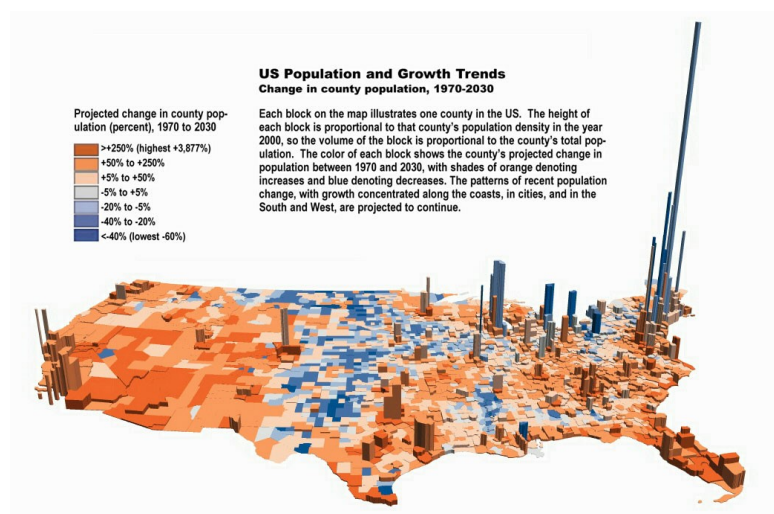 US Population and Growth Trends
Change in county population, 1970-2030
Projected change in county pop-
ulation (percent), 1970 to 2030
>+250% (highest +3,877%)
+50% to +250%
+5% to +50%
-5% to +5%
-20% to -5%
-40% to -20%
<-40% (lowest -60%)
Each block on the map illustrates one county in the US. The height of
each block is proportional to that county's population density in the year
2000, so the volume of the block is proportional to the county's total pop-
ulation. The color of each block shows the county's projected change in
population between 1970 and 2030, with shades of orange denoting
increases and blue denoting decreases. The patterns of recent population
change, with growth concentrated along the coasts, in cities, and in the
South and West, are projected to continue.